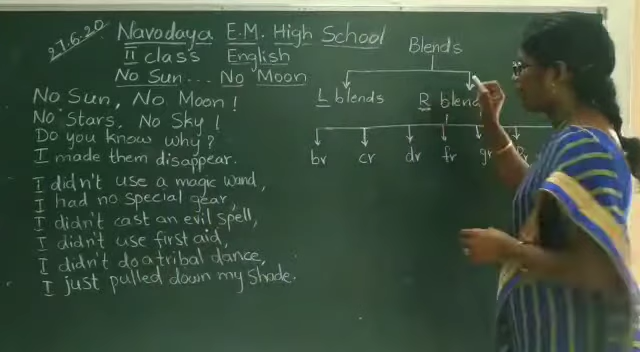 27.6.20
Navodaya E.M. High School
II class English
No Sun... No Moon
No Sun, No Moon!
No Stars, No Sky!
Do you know why?
I made them disappear.
I didn't use a magic wand,
I had no special gear,
I didn't cast an evil spell,
I didn't use first aid,
I didn't do a tribal dance,
I just pulled down my Shade.
Blends
L blends R blend
br cr dr fr gr